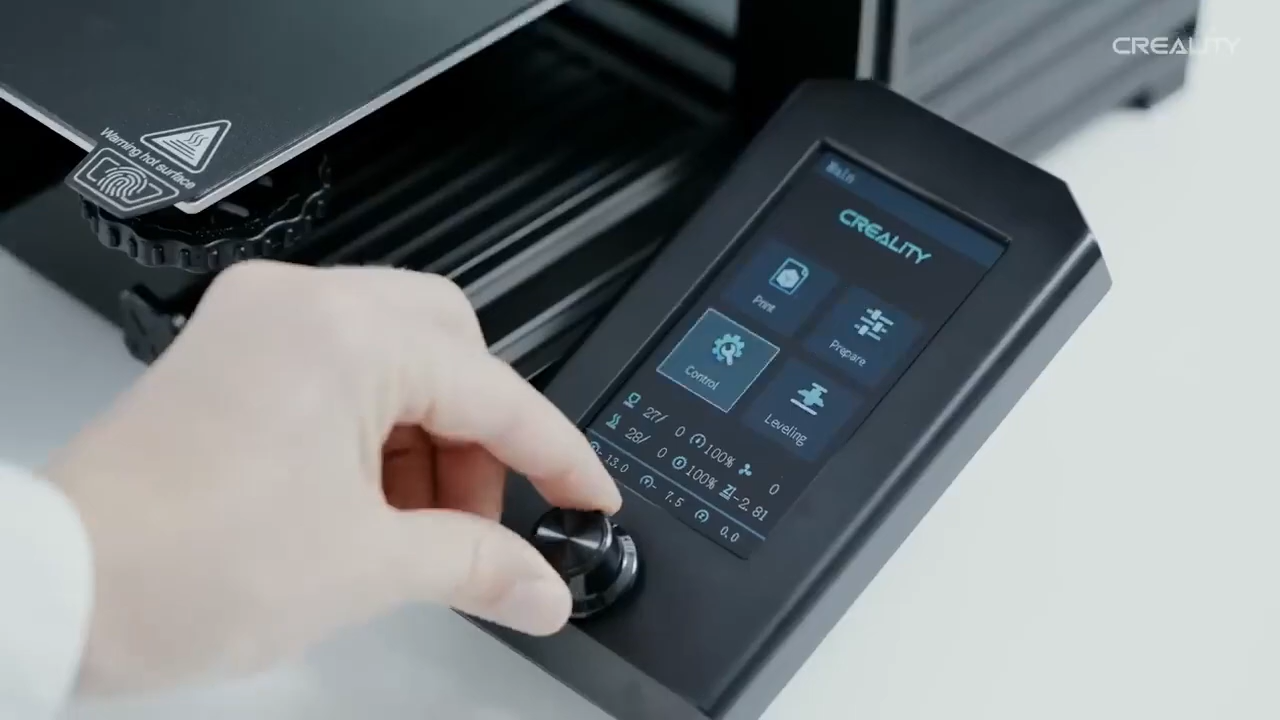 CREALITY
Warning hot surface
Main
CREALITY
Print
Prepare
Control
Leveling
27/ 0 100% 0
28/ 0 100% Z-2.81
-13.0 -7.5 0.0